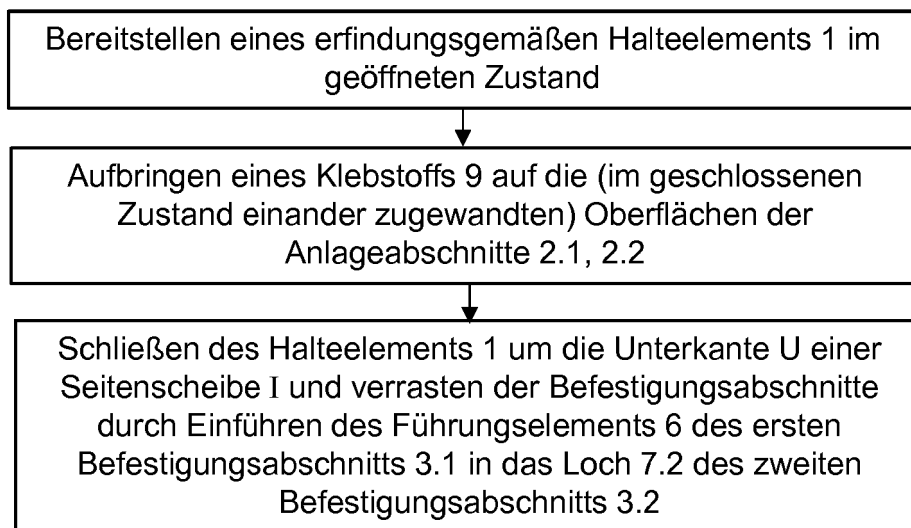 Bereitstellen eines erfindungsgemäßen Halteelements 1 im
geöffneten Zustand
Aufbringen eines Klebstoffs 9 auf die (im geschlossenen
Zustand einander zugewandten) Oberflächen der
Anlageabschnitte 2.1, 2.2
Schließen des Halteelements 1 um die Unterkante U einer
Seitenscheibe I und verrasten der Befestigungsabschnitte
durch Einführen des Führungselements 6 des ersten
Befestigungsabschnitts 3.1 in das Loch 7.2 des zweiten
Befestigungsabschnitts 3.2